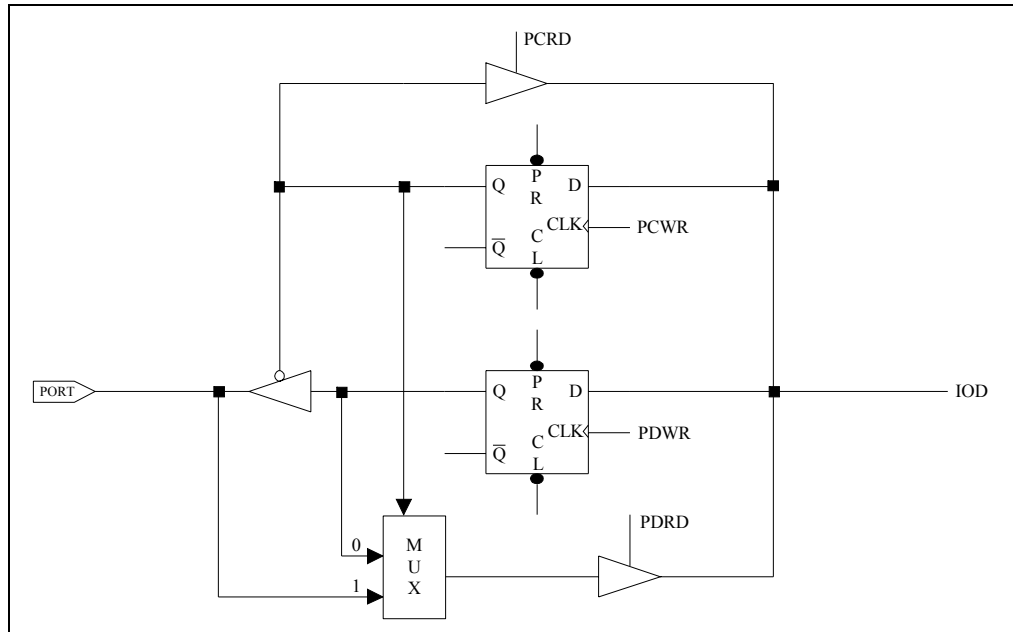 PCRD
P
Q D
R
CLK PCWR
C
Q̅
L
P
Q D
R
PORT IOD
CLK PDWR
C
Q̅
L
PDRD
0 M
U
1 X